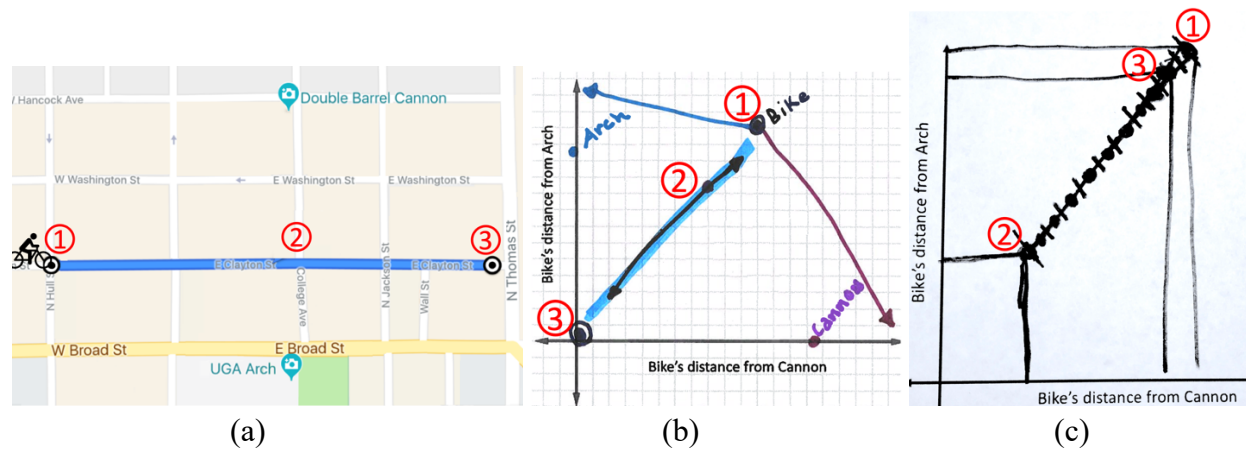 W Hancock Ave
Double Barrel Cannon
W Washington St
E Washington St
E Washington St
①
②
③
E Clayton St
E Clayton St
N Hull S
College Ave
N Jackson St
Wall St
N Thomas St
W Broad St
E Broad St
UGA Arch
(a)
Bike's distance from Arch
Arch
①
Bike
②
③
Cannon
Bike's distance from Cannon
(b)
Bike's distance from Arch
①
③
②
Bike's distance from Cannon
(c)